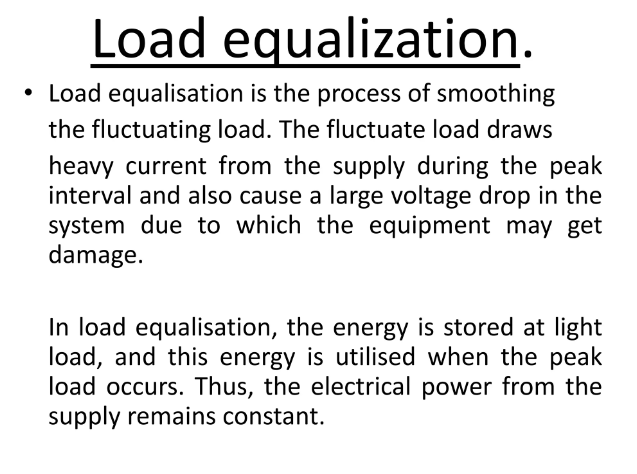 Load equalization.
• Load equalisation is the process of smoothing
the fluctuating load. The fluctuate load draws
heavy current from the supply during the peak
interval and also cause a large voltage drop in the
system due to which the equipment may get
damage.
In load equalisation, the energy is stored at light
load, and this energy is utilised when the peak
load occurs. Thus, the electrical power from the
supply remains constant.